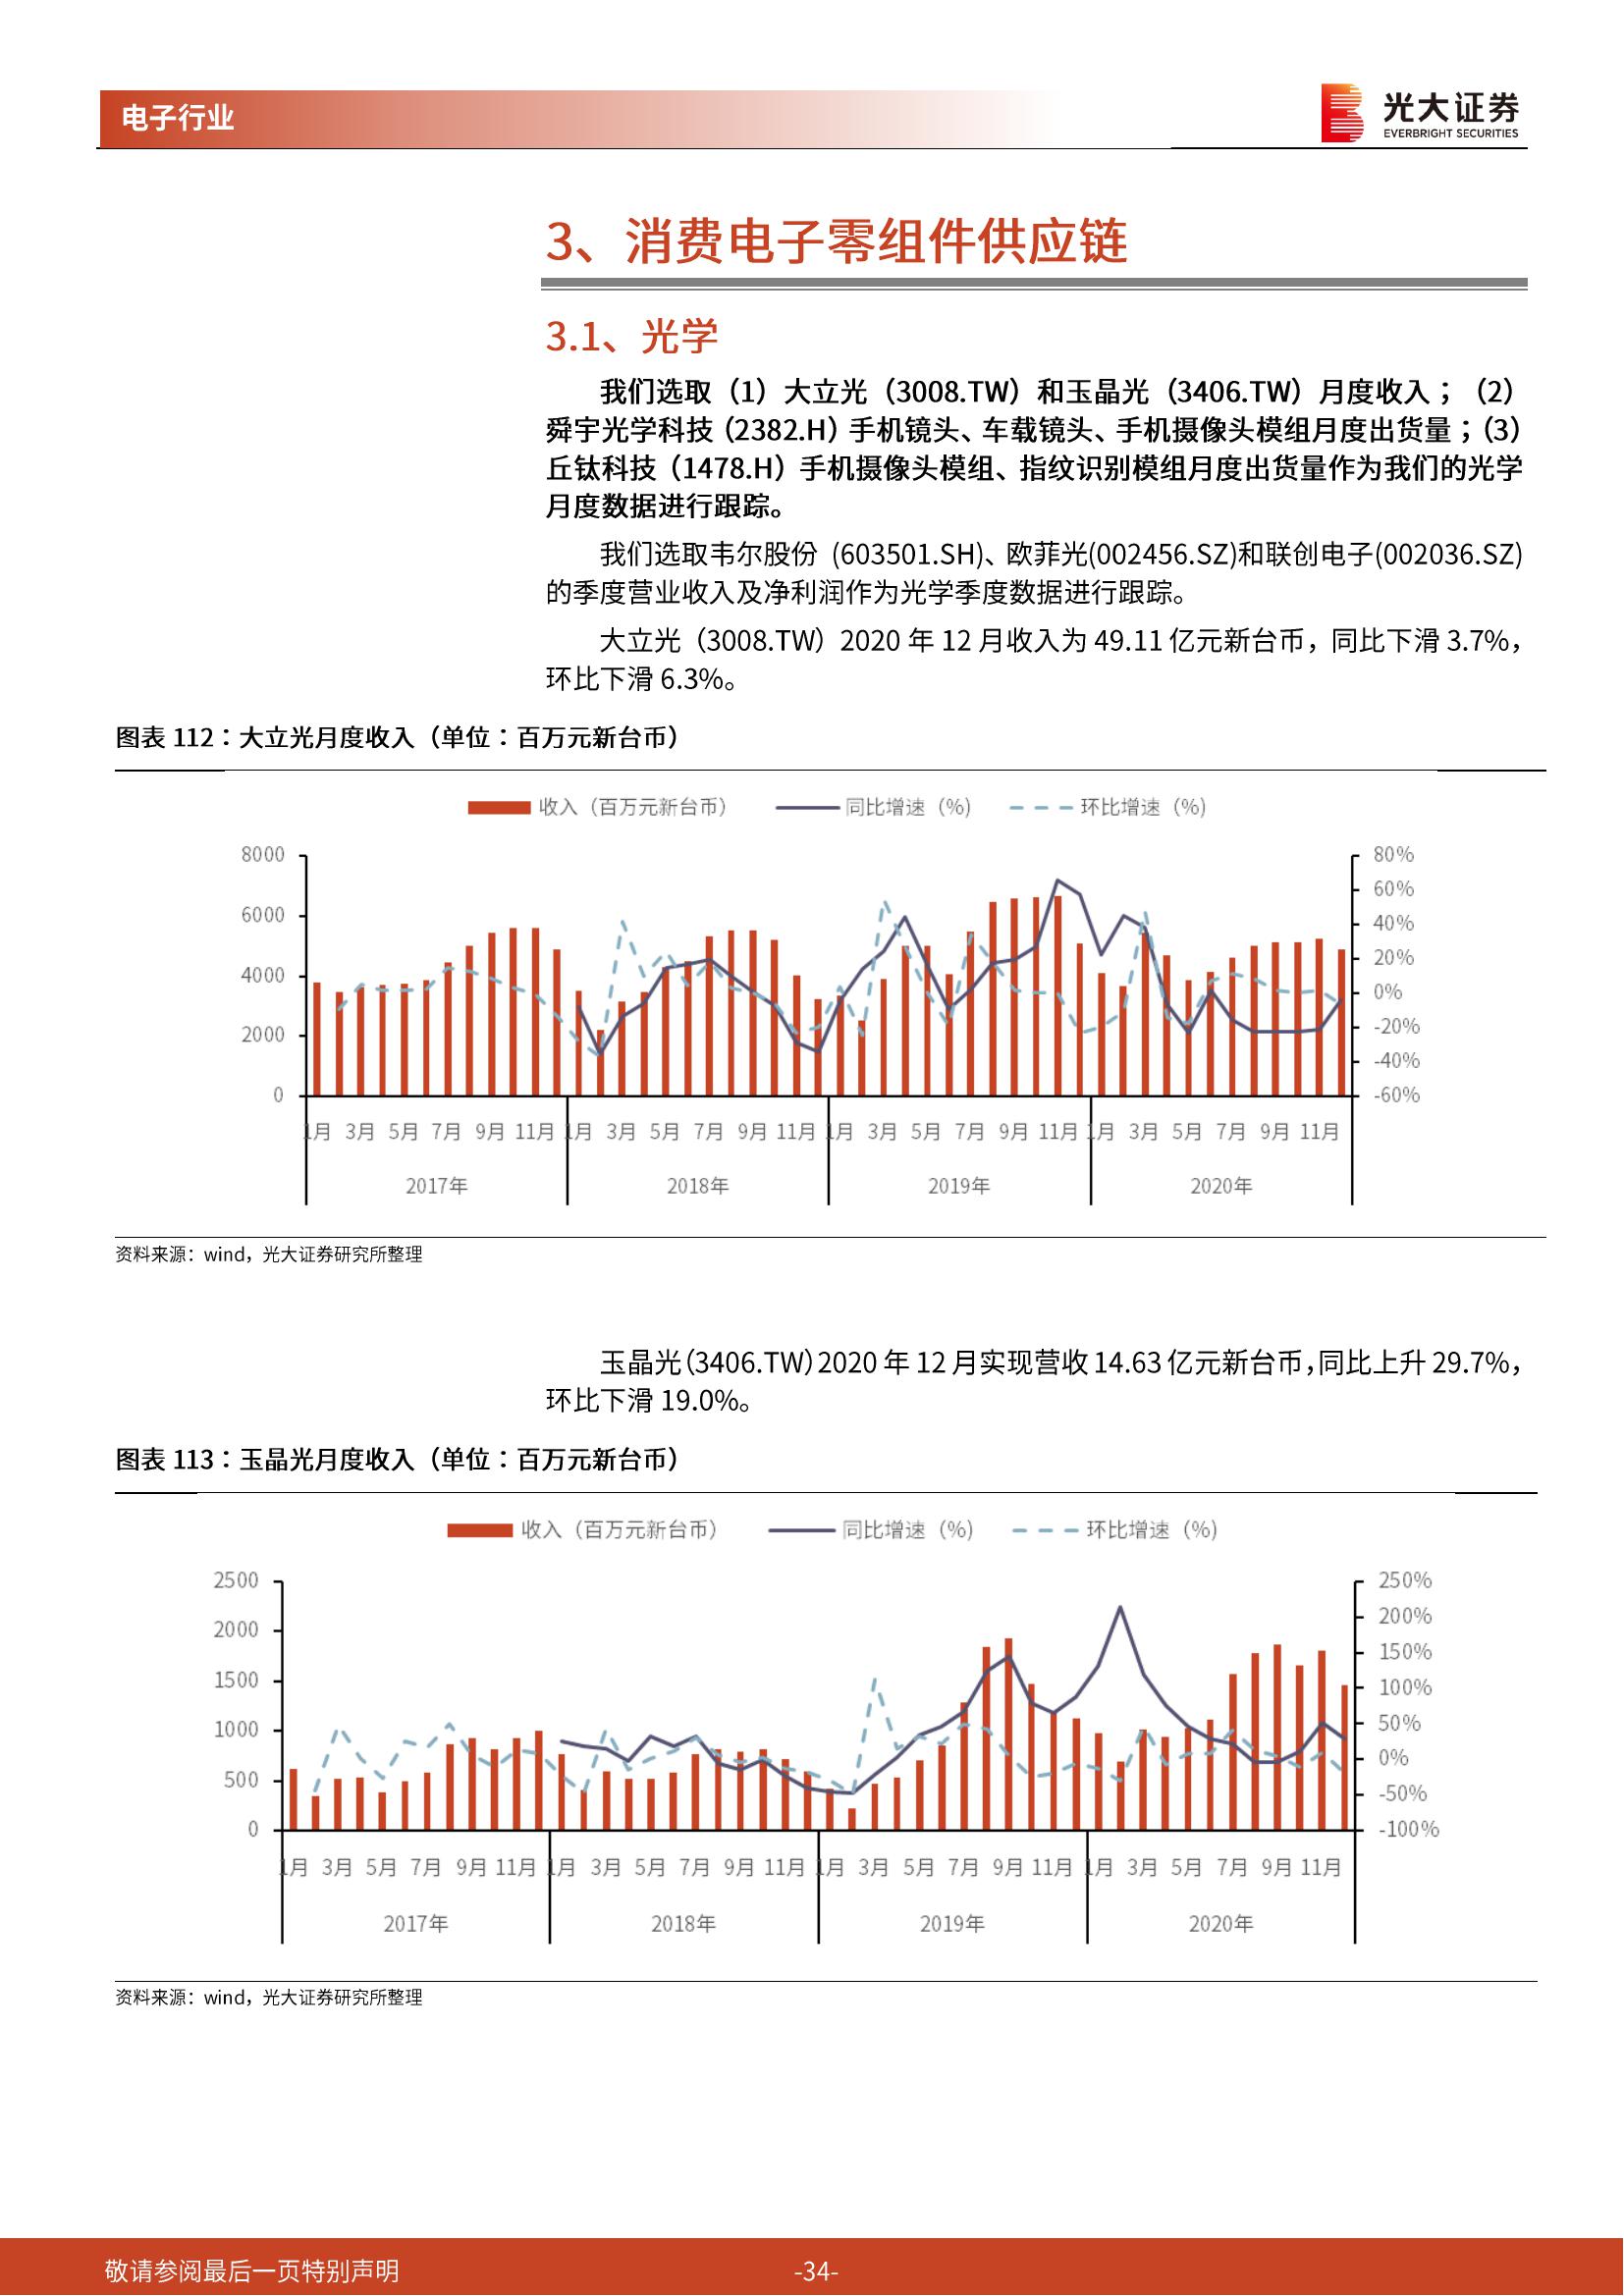 电子行业
光大证券
EVERBRIGHT SECURITIES
3、消费电子零组件供应链
3.1、光学
我们选取（1）大立光（3008.TW）和玉晶光（3406.TW）月度收入；（2）
舜宇光学科技（2382.H）手机镜头、车载镜头、手机摄像头模组月度出货量；（3）
丘钛科技（1478.H）手机摄像头模组、指纹识别模组月度出货量作为我们的光学
月度数据进行跟踪。
我们选取韦尔股份 (603501.SH)、欧菲光(002456.SZ)和联创电子(002036.SZ)
的季度营业收入及净利润作为光学季度数据进行跟踪。
大立光（3008.TW）2020 年 12 月收入为 49.11 亿元新台币，同比下滑 3.7%，
环比下滑 6.3%。
图表 112：大立光月度收入（单位：百万元新台币）
收入（百万元新台币） 同比增速（%） 环比增速（%）
8000 80%
60%
6000 40%
20%
4000 0%
-20%
2000 -40%
0 -60%
1月 3月 5月 7月 9月 11月 1月 3月 5月 7月 9月 11月 1月 3月 5月 7月 9月 11月 1月 3月 5月 7月 9月 11月
2017年 2018年 2019年 2020年
资料来源：wind，光大证券研究所整理
玉晶光（3406.TW）2020 年 12 月实现营收 14.63 亿元新台币，同比上升 29.7%，
环比下滑 19.0%。
图表 113：玉晶光月度收入（单位：百万元新台币）
收入（百万元新台币） 同比增速（%） 环比增速（%）
2500 250%
200%
2000 150%
1500 100%
1000 50%
0%
500 -50%
0 -100%
1月 3月 5月 7月 9月 11月 1月 3月 5月 7月 9月 11月 1月 3月 5月 7月 9月 11月 1月 3月 5月 7月 9月 11月
2017年 2018年 2019年 2020年
资料来源：wind，光大证券研究所整理
敬请参阅最后一页特别声明 -34-